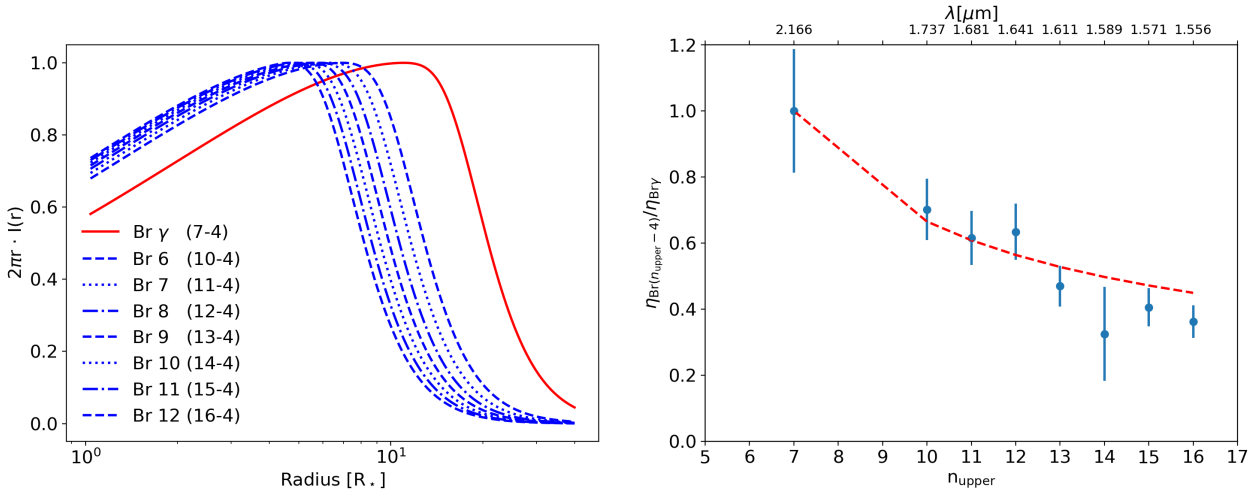 1.0
0.8
0.6
0.4
0.2
0.0
2πr · I(r)
Br γ (7-4)
Br 6 (10-4)
Br 7 (11-4)
Br 8 (12-4)
Br 9 (13-4)
Br 10 (14-4)
Br 11 (15-4)
Br 12 (16-4)
10⁰ 10¹
Radius [R⋆]
λ[μm]
2.166 1.737 1.681 1.641 1.611 1.589 1.571 1.556
1.2
1.0
0.8
0.6
0.4
0.2
0.0
η_Br(n_upper − 4)/η_Brγ
5 6 7 8 9 10 11 12 13 14 15 16 17
n_upper